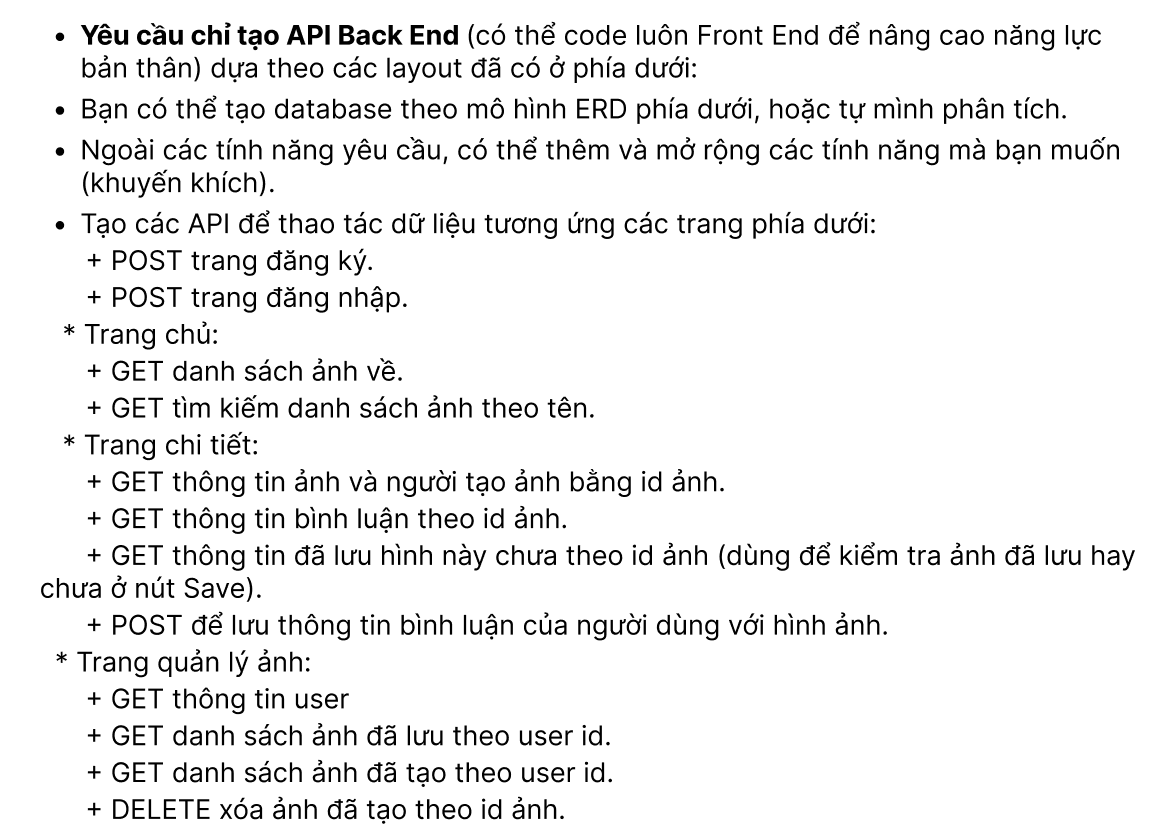 • Yêu cầu chỉ tạo API Back End (có thể code luôn Front End để nâng cao năng lực
bản thân) dựa theo các layout đã có ở phía dưới:
• Bạn có thể tạo database theo mô hình ERD phía dưới, hoặc tự mình phân tích.
• Ngoài các tính năng yêu cầu, có thể thêm và mở rộng các tính năng mà bạn muốn
(khuyến khích).
• Tạo các API để thao tác dữ liệu tương ứng các trang phía dưới:
+ POST trang đăng ký.
+ POST trang đăng nhập.
* Trang chủ:
+ GET danh sách ảnh về.
+ GET tìm kiếm danh sách ảnh theo tên.
* Trang chi tiết:
+ GET thông tin ảnh và người tạo ảnh bằng id ảnh.
+ GET thông tin bình luận theo id ảnh.
+ GET thông tin đã lưu hình này chưa theo id ảnh (dùng để kiểm tra ảnh đã lưu hay
chưa ở nút Save).
+ POST để lưu thông tin bình luận của người dùng với hình ảnh.
* Trang quản lý ảnh:
+ GET thông tin user
+ GET danh sách ảnh đã lưu theo user id.
+ GET danh sách ảnh đã tạo theo user id.
+ DELETE xóa ảnh đã tạo theo id ảnh.